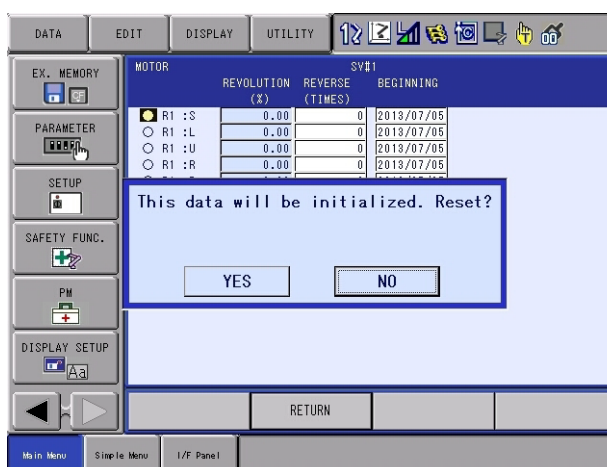 DATA EDIT DISPLAY UTILITY
EX. MEMORY
CF
PARAMETER
SETUP
SAFETY FUNC.
PM
DISPLAY SETUP
Aa
MOTOR SV#1
REVOLUTION REVERSE BEGINNING
(%) (TIMES)
R1 :S 0.00 0 2013/07/05
R1 :L 0.00 0 2013/07/05
R1 :U 0.00 0 2013/07/05
R1 :R 0.00 0 2013/07/05
This data will be initialized. Reset?
YES NO
RETURN
Main Menu Simple Menu I/F Panel